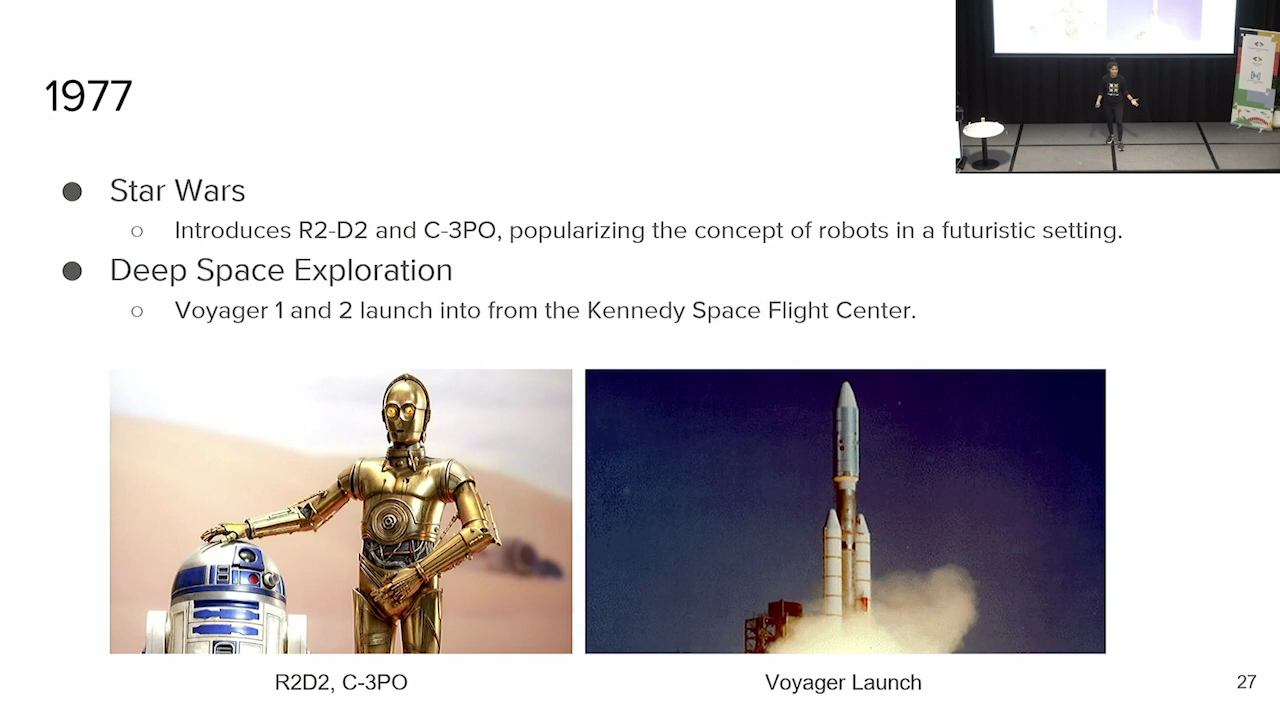 1977
Star Wars
Introduces R2-D2 and C-3PO, popularizing the concept of robots in a futuristic setting.
Deep Space Exploration
Voyager 1 and 2 launch into from the Kennedy Space Flight Center.
R2D2, C-3PO
Voyager Launch
27